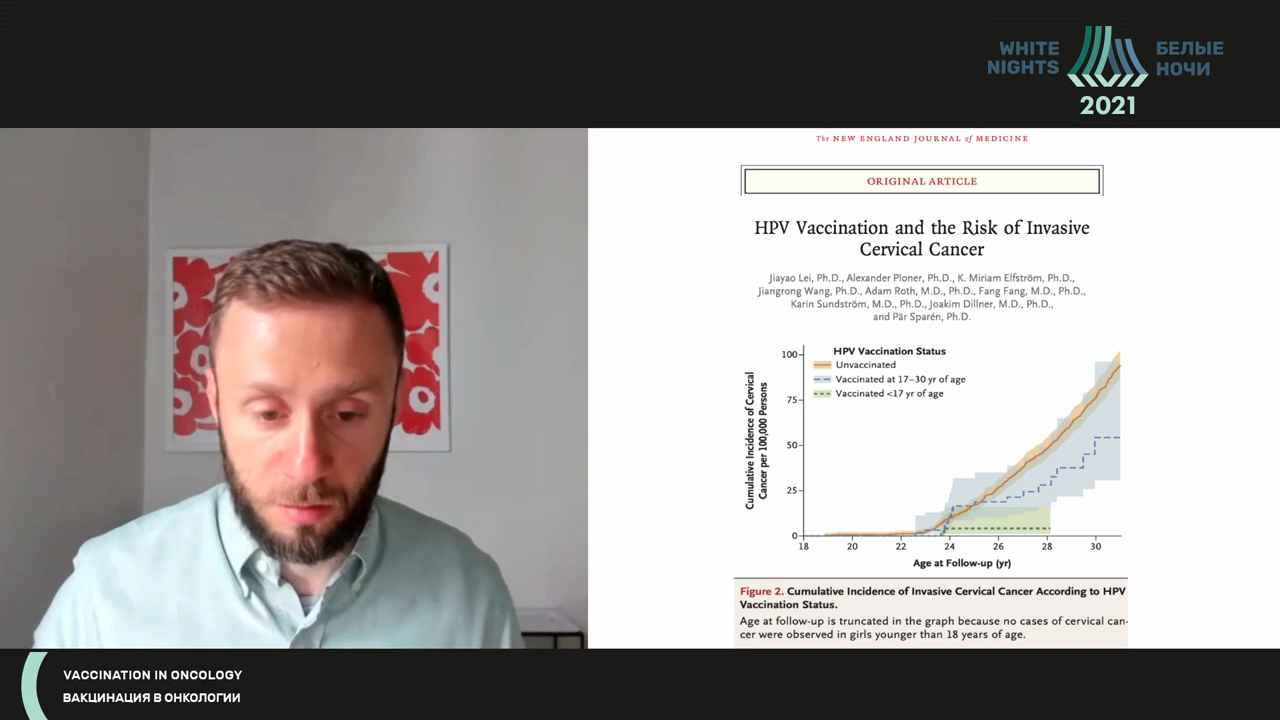 WHITE NIGHTS
БЕЛЫЕ НОЧИ
2021
The NEW ENGLAND JOURNAL of MEDICINE
ORIGINAL ARTICLE
HPV Vaccination and the Risk of Invasive
Cervical Cancer
Jiayao Lei, Ph.D., Alexander Ploner, Ph.D., K. Miriam Elfström, Ph.D.,
Jiangrong Wang, Ph.D., Adam Roth, M.D., Ph.D., Fang Fang, M.D., Ph.D.,
Karin Sundström, M.D., Ph.D., Joakim Dillner, M.D., Ph.D.,
and Pär Sparén, Ph.D.
HPV Vaccination Status
Unvaccinated
Vaccinated at 17–30 yr of age
Vaccinated <17 yr of age
Cumulative Incidence of Cervical
Cancer per 100,000 Persons
100
75
50
25
0
18 20 22 24 26 28 30
Age at Follow-up (yr)
Figure 2. Cumulative Incidence of Invasive Cervical Cancer According to HPV
Vaccination Status.
Age at follow-up is truncated in the graph because no cases of cervical can-
cer were observed in girls younger than 18 years of age.
VACCINATION IN ONCOLOGY
ВАКЦИНАЦИЯ В ОНКОЛОГИИ